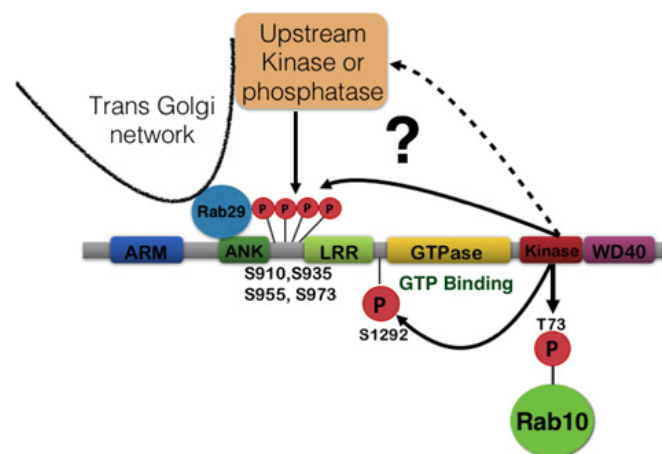 Upstream
Kinase or
phosphatase
Trans Golgi
network
?
Rab29
P P P P
ARM
ANK
LRR
GTPase
Kinase
WD40
S910,S935
S955, S973
GTP Binding
P
S1292
T73
P
Rab10